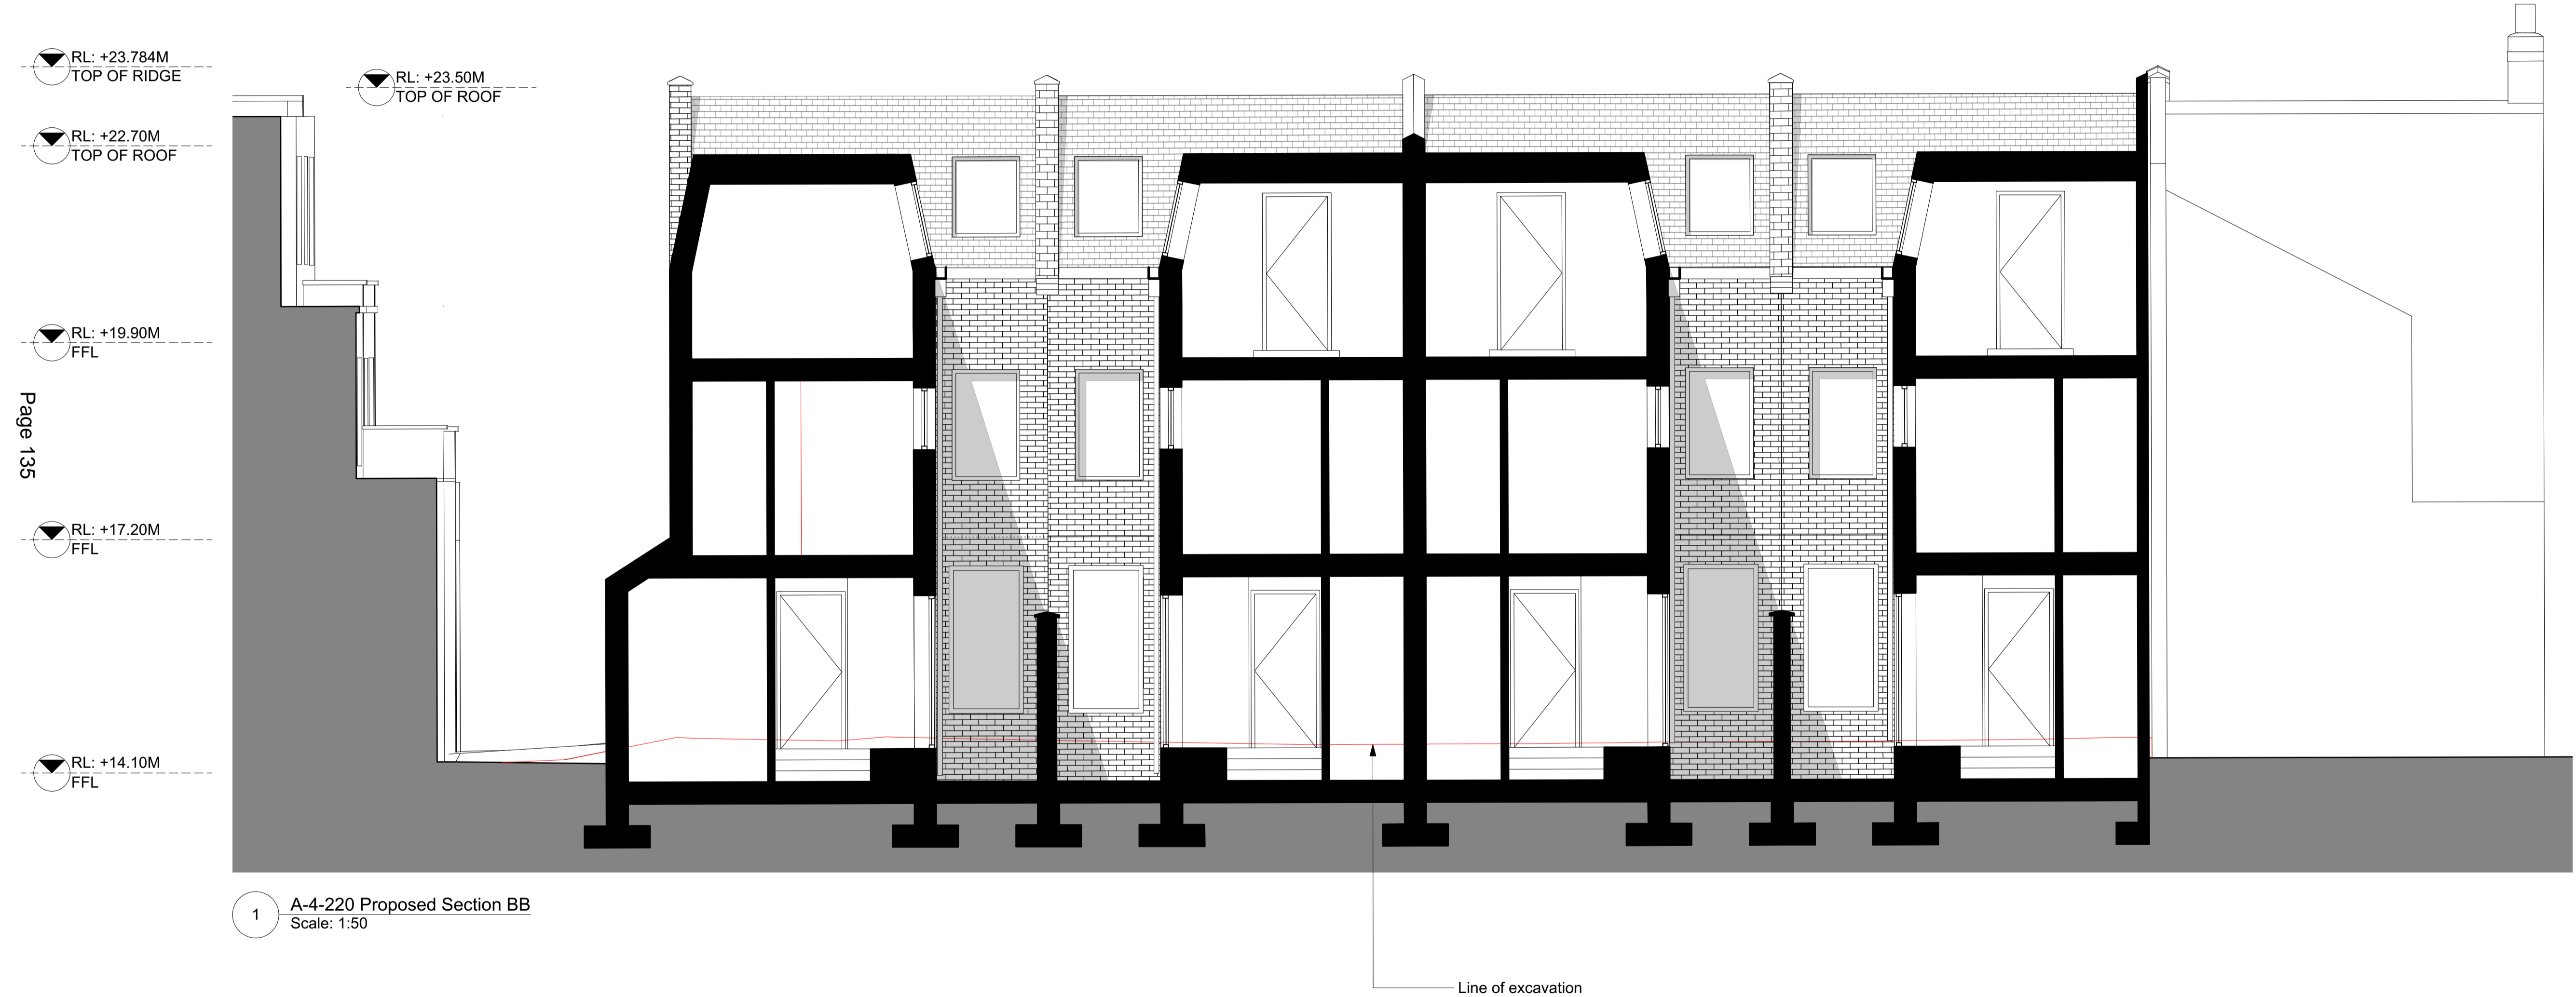 RL: +23.784M
TOP OF RIDGE
RL: +23.50M
TOP OF ROOF
RL: +22.70M
TOP OF ROOF
RL: +19.90M
FFL
Page 135
RL: +17.20M
FFL
RL: +14.10M
FFL
1
A-4-220 Proposed Section BB
Scale: 1:50
Line of excavation